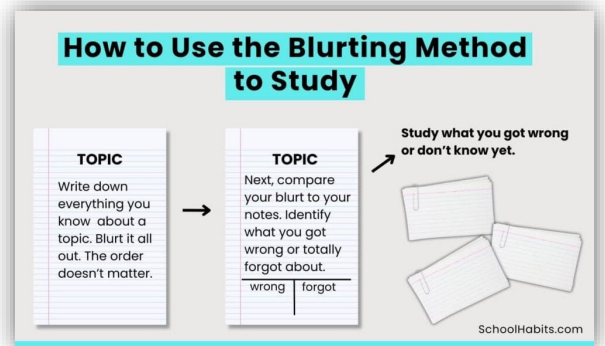 How to Use the Blurting Method
to Study
TOPIC
Write down
everything you
know about a
topic. Blurt it all
out. The order
doesn't matter.
TOPIC
Next, compare
your blurt to your
notes. Identify
what you got
wrong or totally
forgot about.
wrong
forgot
Study what you got wrong
or don't know yet.
SchoolHabits.com